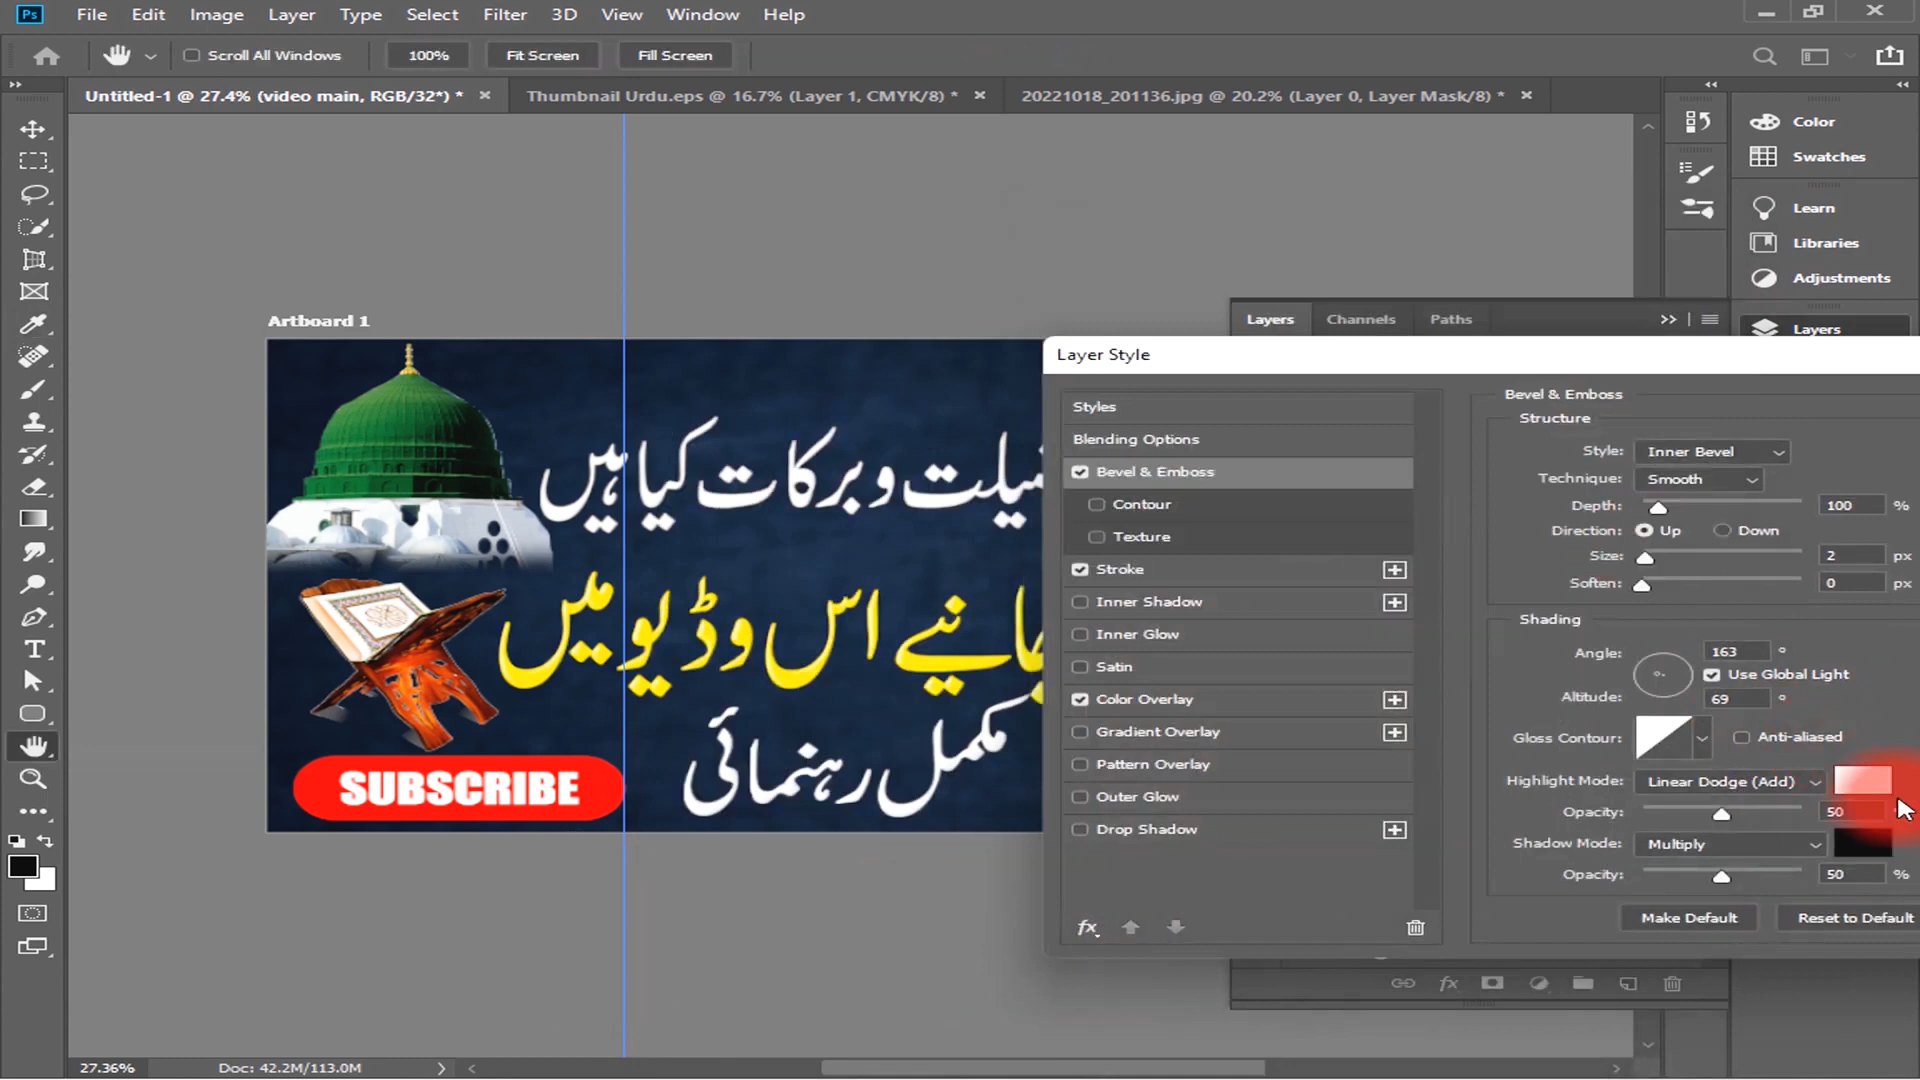 Ps File Edit Image Layer Type Select Filter 3D View Window Help
Scroll All Windows 100% Fit Screen Fill Screen
Untitled-1 @ 27.4% (video main, RGB/32*) * Thumbnail Urdu.eps @ 16.7% (Layer 1, CMYK/8) * 20221018_201136.jpg @ 20.2% (Layer 0, Layer Mask/8) *
Color
Swatches
Learn
Libraries
Adjustments
Layers
Artboard 1
Layers Channels Paths
وبرکات کیا ہیں
جانیے اس وڈیو میں
مکمل رہنمائی
SUBSCRIBE
Layer Style
Styles
Blending Options
Bevel & Emboss
Contour
Texture
Stroke
Inner Shadow
Inner Glow
Satin
Color Overlay
Gradient Overlay
Pattern Overlay
Outer Glow
Drop Shadow
fx
Bevel & Emboss
Structure
Style: Inner Bevel
Technique: Smooth
Depth: 100 %
Direction: Up Down
Size: 2 px
Soften: 0 px
Shading
Angle: 163 °
Use Global Light
Altitude: 69 °
Gloss Contour: Anti-aliased
Highlight Mode: Linear Dodge (Add)
Opacity: 50
Shadow Mode: Multiply
Opacity: 50 %
Make Default Reset to Default
fx
27.36% Doc: 42.2M/113.0M